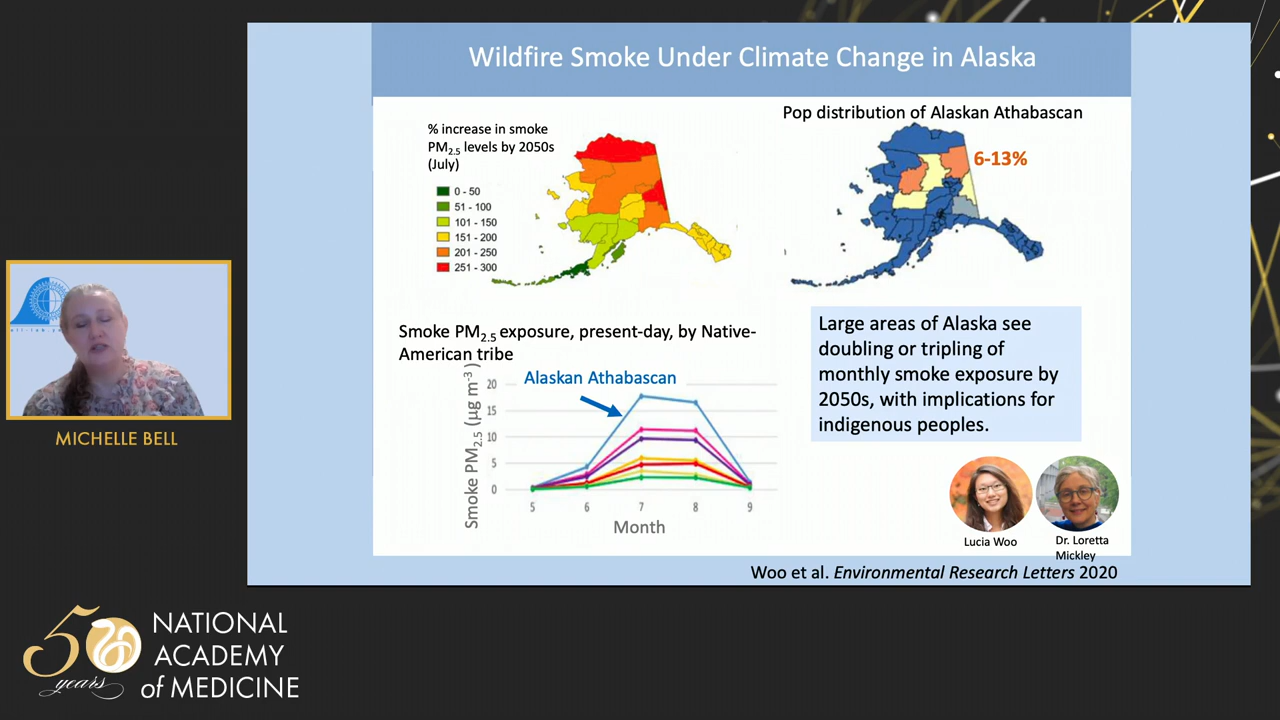 Wildfire Smoke Under Climate Change in Alaska
% increase in smoke
PM2.5 levels by 2050s
(July)
0 - 50
51 - 100
101 - 150
151 - 200
201 - 250
251 - 300
Pop distribution of Alaskan Athabascan
6-13%
Smoke PM2.5 exposure, present-day, by Native-
American tribe
Alaskan Athabascan
Smoke PM2.5 (µg m-3)
20
15
10
5
0
5 6 7 8 9
Month
Large areas of Alaska see
doubling or tripling of
monthly smoke exposure by
2050s, with implications for
indigenous peoples.
Lucia Woo
Dr. Loretta
Mickley
Woo et al. Environmental Research Letters 2020
MICHELLE BELL
50
years
NATIONAL
ACADEMY
of MEDICINE